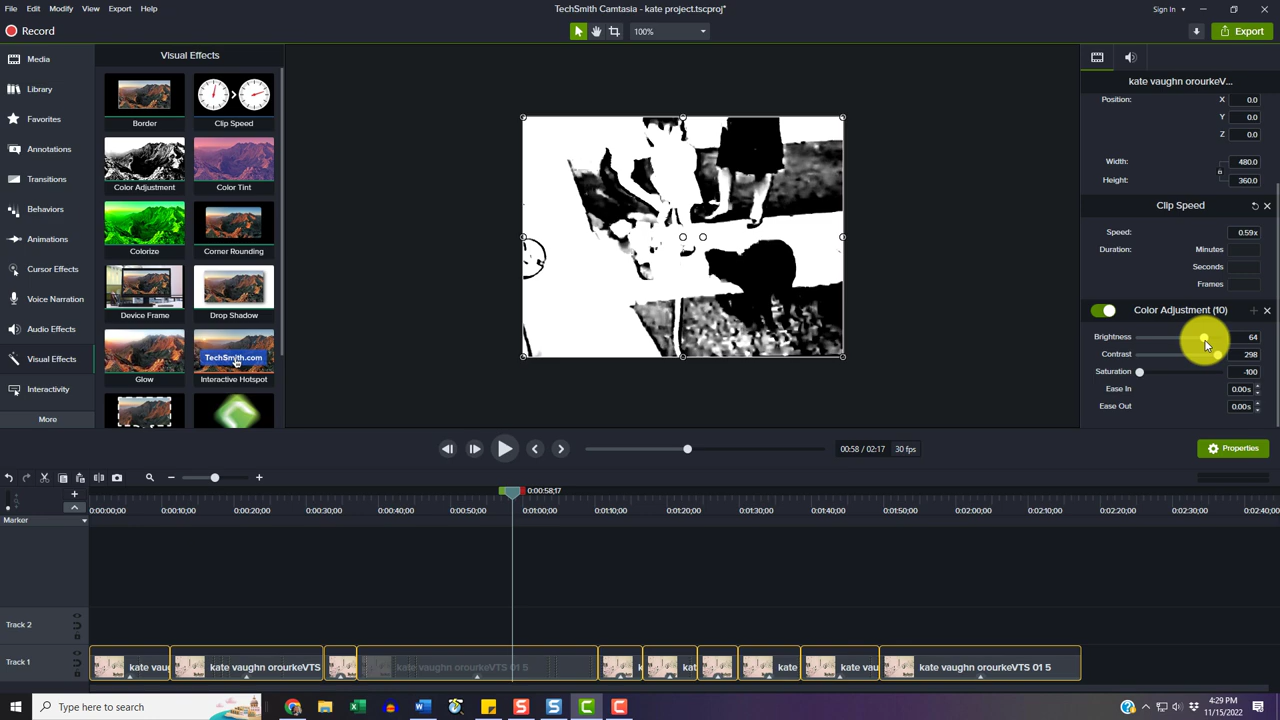 File Edit Modify View Export Help
TechSmith Camtasia - kate project.tscproj*
Sign In
Record
100%
Export
Media
Library
Favorites
Annotations
Transitions
Behaviors
Animations
Cursor Effects
Voice Narration
Audio Effects
Visual Effects
Interactivity
More
Visual Effects
Border
Clip Speed
Color Adjustment
Color Tint
Colorize
Corner Rounding
Device Frame
Drop Shadow
Glow
TechSmith.com
Interactive Hotspot
kate vaughn orourkeV...
Position: X 0.0
Y 0.0
Z 0.0
Width: 480.0
Height: 360.0
Clip Speed
Speed: 0.59x
Duration: Minutes
Seconds
Frames
Color Adjustment (10)
Brightness 64
Contrast 298
Saturation -100
Ease In 0.00s
Ease Out 0.00s
00:58 / 02:17 30 fps
Properties
0:00:58;17
0:00:00;00 0:00:10;00 0:00:20;00 0:00:30;00 0:00:40;00 0:00:50;00 0:01:00;00 0:01:10;00 0:01:20;00 0:01:30;00 0:01:40;00 0:01:50;00 0:02:00;00 0:02:10;00 0:02:20;00 0:02:30;00 0:02:40;00
Marker
Track 2
Track 1
kate vau kate vaughn orourkeVTS kate vaughn orourkeVTS 01 5 k kat kate kate vau kate vaughn orourkeVTS 01 5
Type here to search
4:29 PM
11/15/2022